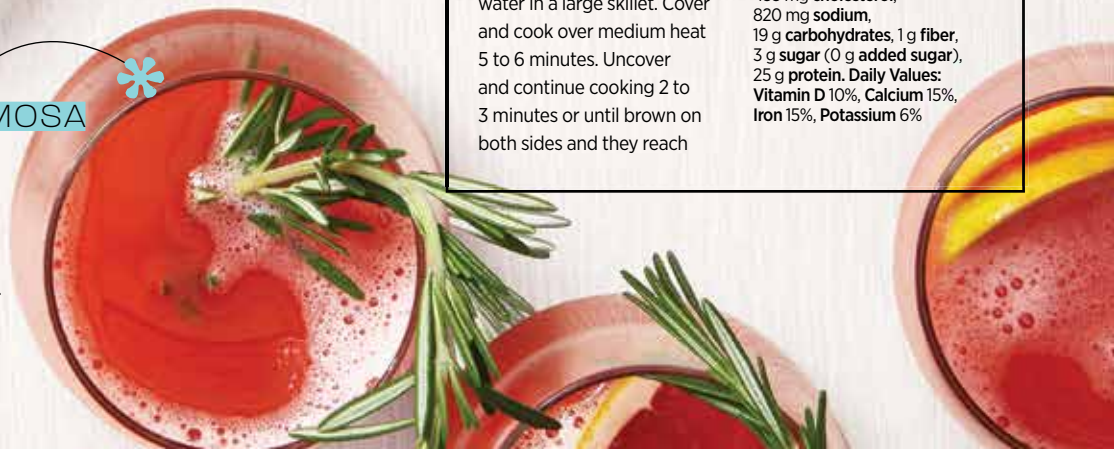 MOSA
water in a large skillet. Cover
and cook over medium heat
5 to 6 minutes. Uncover
and continue cooking 2 to
3 minutes or until brown on
both sides and they reach
mg cholesterol,
820 mg sodium,
19 g carbohydrates, 1 g fiber,
3 g sugar (0 g added sugar),
25 g protein. Daily Values:
Vitamin D 10%, Calcium 15%,
Iron 15%, Potassium 6%